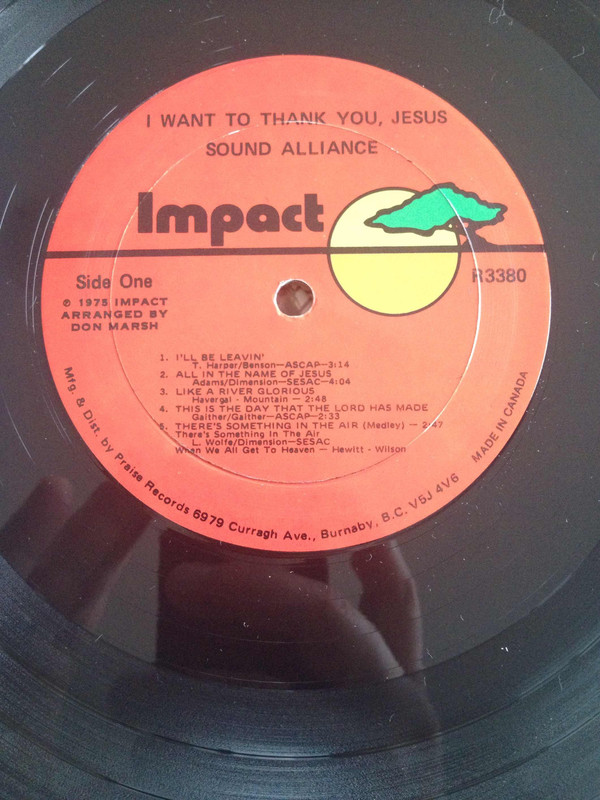 I WANT TO THANK YOU, JESUS
SOUND ALLIANCE
Impact
Side One
R3380
℗ 1975 IMPACT
ARRANGED BY
DON MARSH
1. I'LL BE LEAVIN'
T. Harper/Benson—ASCAP—3:14
2. ALL IN THE NAME OF JESUS
Adams/Dimension—SESAC—4:04
3. LIKE A RIVER GLORIOUS
Havergal - Mountain — 2:48
4. THIS IS THE DAY THAT THE LORD HAS MADE
Gaither/Gaither—ASCAP—2:33
5. THERE'S SOMETHING IN THE AIR (Medley) — 2:47
There's Something In The Air
L. Wolfe/Dimension—SESAC
When We All Get To Heaven — Hewitt - Wilson
Mfg. & Dist. by Praise Records 6979 Curragh Ave., Burnaby, B.C. V5J 4V6
MADE IN CANADA